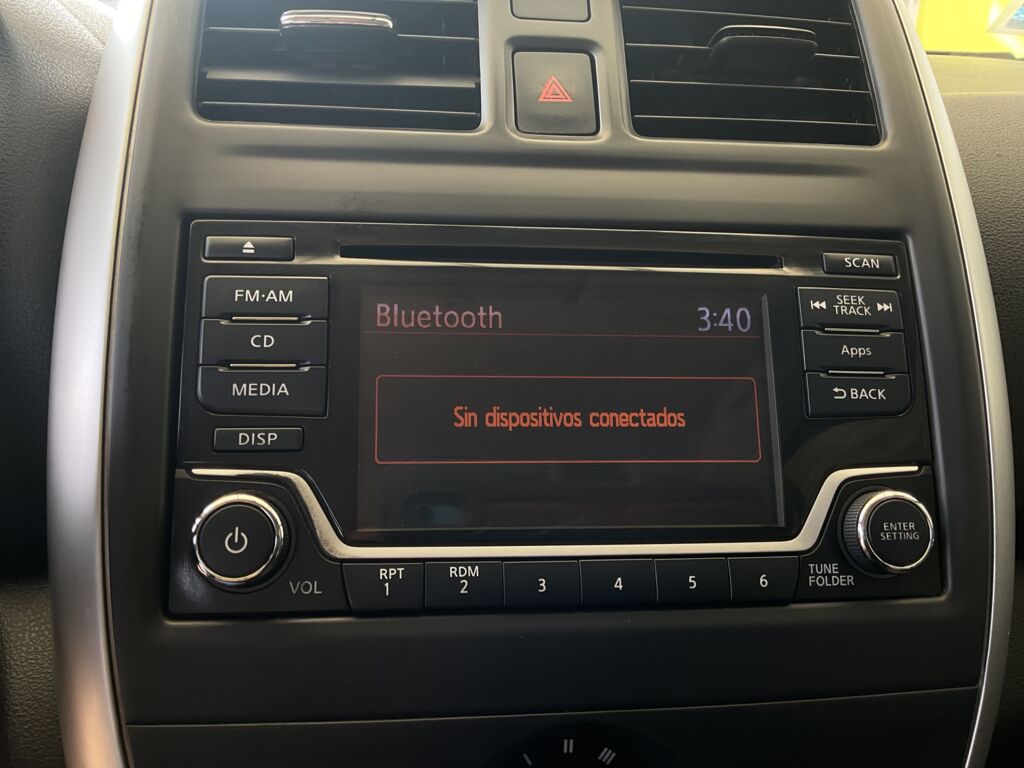 SCAN
FM·AM
SEEK
TRACK
Bluetooth 3:40
CD
Apps
MEDIA
BACK
Sin dispositivos conectados
DISP
ENTER
SETTING
VOL
RPT
1
RDM
2
3
4
5
6
TUNE
FOLDER